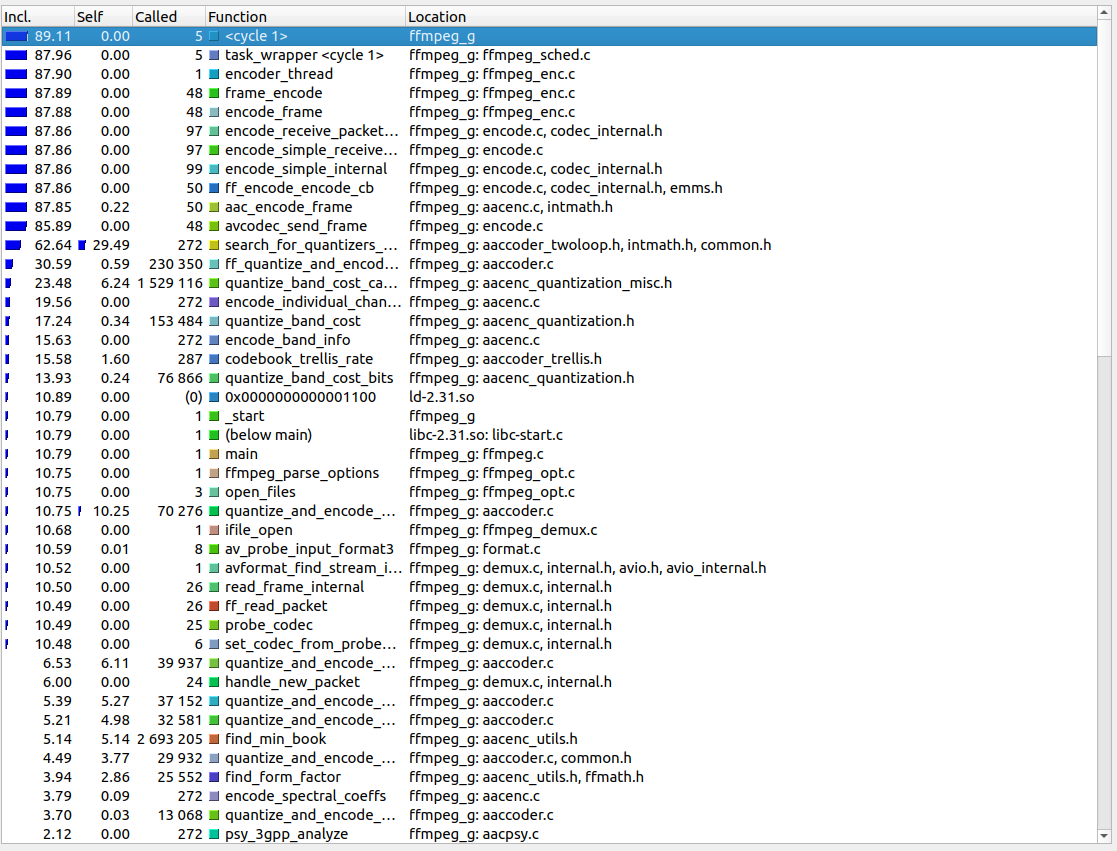 Incl. Self Called Function Location
89.11 0.00 5 <cycle 1> ffmpeg_g
87.96 0.00 5 task_wrapper <cycle 1> ffmpeg_g: ffmpeg_sched.c
87.90 0.00 1 encoder_thread ffmpeg_g: ffmpeg_enc.c
87.89 0.00 48 frame_encode ffmpeg_g: ffmpeg_enc.c
87.88 0.00 48 encode_frame ffmpeg_g: ffmpeg_enc.c
87.86 0.00 97 encode_receive_packet... ffmpeg_g: encode.c, codec_internal.h
87.86 0.00 97 encode_simple_receive... ffmpeg_g: encode.c
87.86 0.00 99 encode_simple_internal ffmpeg_g: encode.c, codec_internal.h
87.86 0.00 50 ff_encode_encode_cb ffmpeg_g: encode.c, codec_internal.h, emms.h
87.85 0.22 50 aac_encode_frame ffmpeg_g: aacenc.c, intmath.h
85.89 0.00 48 avcodec_send_frame ffmpeg_g: encode.c
62.64 29.49 272 search_for_quantizers_... ffmpeg_g: aaccoder_twoloop.h, intmath.h, common.h
30.59 0.59 230 350 ff_quantize_and_encod... ffmpeg_g: aaccoder.c
23.48 6.24 1 529 116 quantize_band_cost_ca... ffmpeg_g: aacenc_quantization_misc.h
19.56 0.00 272 encode_individual_chan... ffmpeg_g: aacenc.c
17.24 0.34 153 484 quantize_band_cost ffmpeg_g: aacenc_quantization.h
15.63 0.00 272 encode_band_info ffmpeg_g: aacenc.c
15.58 1.60 287 codebook_trellis_rate ffmpeg_g: aaccoder_trellis.h
13.93 0.24 76 866 quantize_band_cost_bits ffmpeg_g: aacenc_quantization.h
10.89 0.00 (0) 0x0000000000001100 ld-2.31.so
10.79 0.00 1 _start ffmpeg_g
10.79 0.00 1 (below main) libc-2.31.so: libc-start.c
10.79 0.00 1 main ffmpeg_g: ffmpeg.c
10.75 0.00 1 ffmpeg_parse_options ffmpeg_g: ffmpeg_opt.c
10.75 0.00 3 open_files ffmpeg_g: ffmpeg_opt.c
10.75 10.25 70 276 quantize_and_encode_... ffmpeg_g: aaccoder.c
10.68 0.00 1 ifile_open ffmpeg_g: ffmpeg_demux.c
10.59 0.01 8 av_probe_input_format3 ffmpeg_g: format.c
10.52 0.00 1 avformat_find_stream_i... ffmpeg_g: demux.c, internal.h, avio.h, avio_internal.h
10.50 0.00 26 read_frame_internal ffmpeg_g: demux.c, internal.h
10.49 0.00 26 ff_read_packet ffmpeg_g: demux.c, internal.h
10.49 0.00 25 probe_codec ffmpeg_g: demux.c, internal.h
10.48 0.00 6 set_codec_from_probe... ffmpeg_g: demux.c, internal.h
6.53 6.11 39 937 quantize_and_encode_... ffmpeg_g: aaccoder.c
6.00 0.00 24 handle_new_packet ffmpeg_g: demux.c, internal.h
5.39 5.27 37 152 quantize_and_encode_... ffmpeg_g: aaccoder.c
5.21 4.98 32 581 quantize_and_encode_... ffmpeg_g: aaccoder.c
5.14 5.14 2 693 205 find_min_book ffmpeg_g: aacenc_utils.h
4.49 3.77 29 932 quantize_and_encode_... ffmpeg_g: aaccoder.c, common.h
3.94 2.86 25 552 find_form_factor ffmpeg_g: aacenc_utils.h, ffmath.h
3.79 0.09 272 encode_spectral_coeffs ffmpeg_g: aacenc.c
3.70 0.03 13 068 quantize_and_encode_... ffmpeg_g: aaccoder.c
2.12 0.00 272 psy_3gpp_analyze ffmpeg_g: aacpsy.c